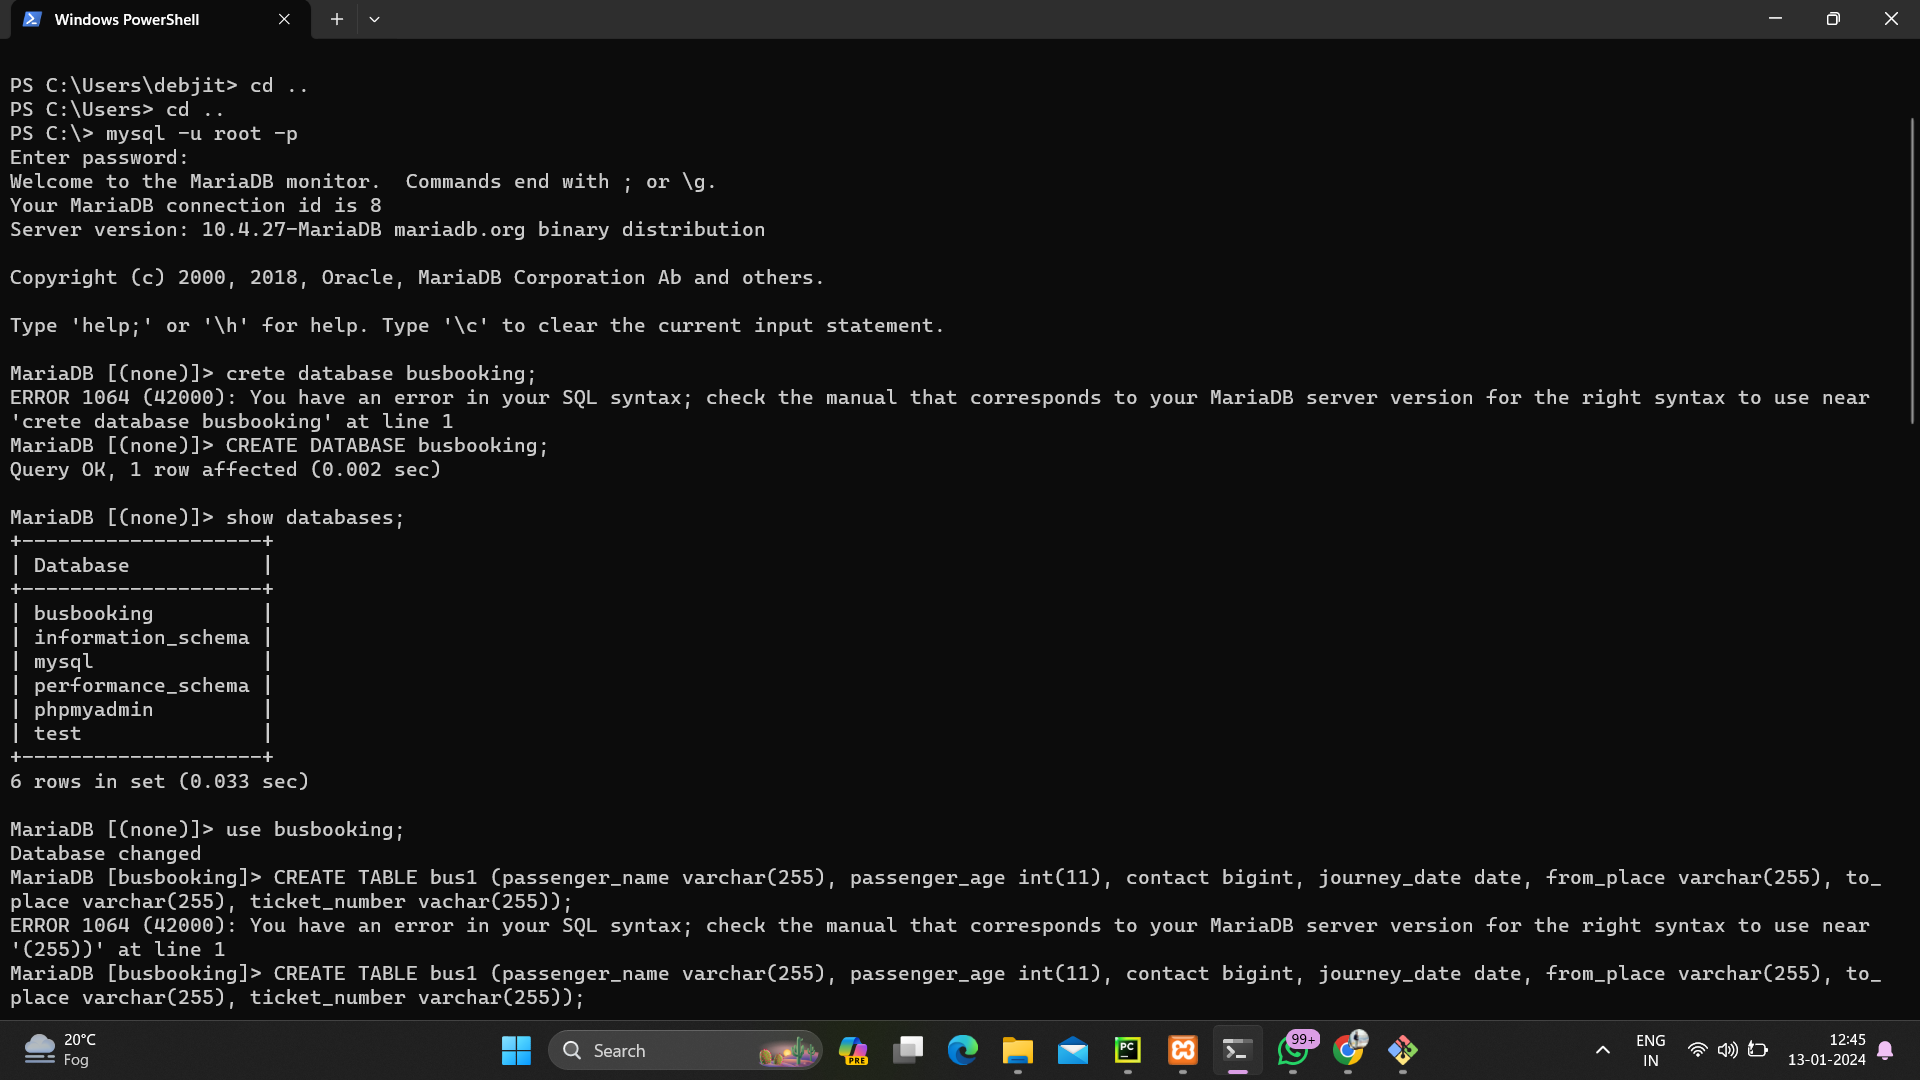 Windows PowerShell
PS C:\Users\debjit> cd ..
PS C:\Users> cd ..
PS C:\> mysql -u root -p
Enter password:
Welcome to the MariaDB monitor.  Commands end with ; or \g.
Your MariaDB connection id is 8
Server version: 10.4.27-MariaDB mariadb.org binary distribution
Copyright (c) 2000, 2018, Oracle, MariaDB Corporation Ab and others.
Type 'help;' or '\h' for help. Type '\c' to clear the current input statement.
MariaDB [(none)]> crete database busbooking;
ERROR 1064 (42000): You have an error in your SQL syntax; check the manual that corresponds to your MariaDB server version for the right syntax to use near
'crete database busbooking' at line 1
MariaDB [(none)]> CREATE DATABASE busbooking;
Query OK, 1 row affected (0.002 sec)
MariaDB [(none)]> show databases;
+--------------------+
| Database           |
+--------------------+
| busbooking         |
| information_schema |
| mysql              |
| performance_schema |
| phpmyadmin         |
| test               |
+--------------------+
6 rows in set (0.033 sec)
MariaDB [(none)]> use busbooking;
Database changed
MariaDB [busbooking]> CREATE TABLE bus1 (passenger_name varchar(255), passenger_age int(11), contact bigint, journey_date date, from_place varchar(255), to_
place varchar(255), ticket_number vachar(255));
ERROR 1064 (42000): You have an error in your SQL syntax; check the manual that corresponds to your MariaDB server version for the right syntax to use near
'(255))' at line 1
MariaDB [busbooking]> CREATE TABLE bus1 (passenger_name varchar(255), passenger_age int(11), contact bigint, journey_date date, from_place varchar(255), to_
place varchar(255), ticket_number varchar(255));
20°C
Fog
Search
PRE
PC
99+
ENG
IN
12:45
13-01-2024